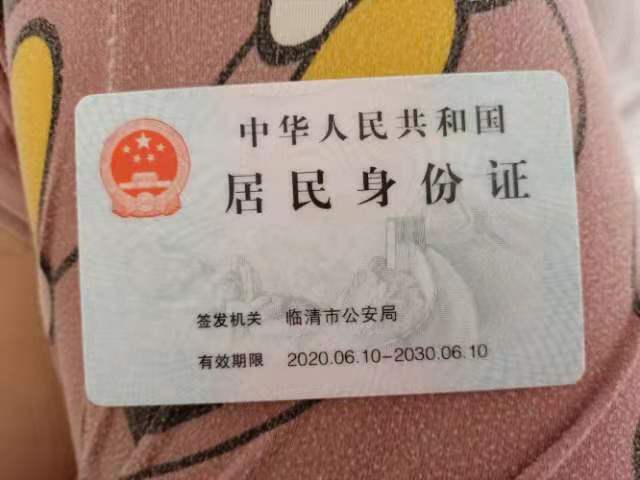 中华人民共和国
居民身份证
签发机关 临清市公安局
有效期限 2020.06.10-2030.06.10